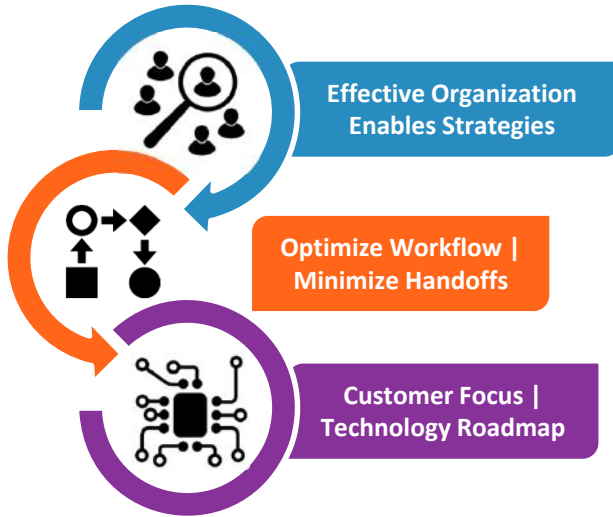 Effective Organization
Enables Strategies
Optimize Workflow |
Minimize Handoffs
Customer Focus |
Technology Roadmap